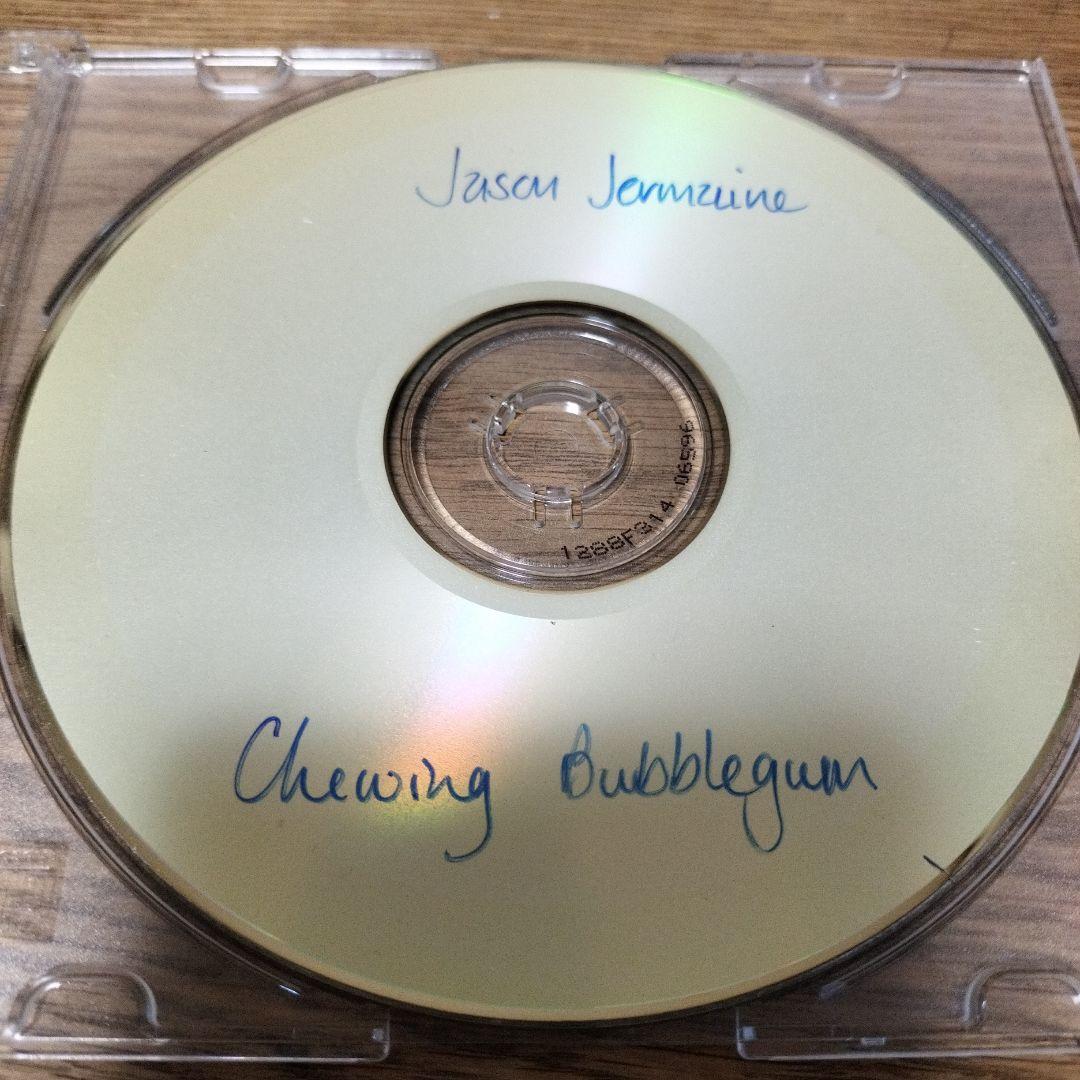 Jason Jermaine
1288F314 06596
Chewing Bubblegum